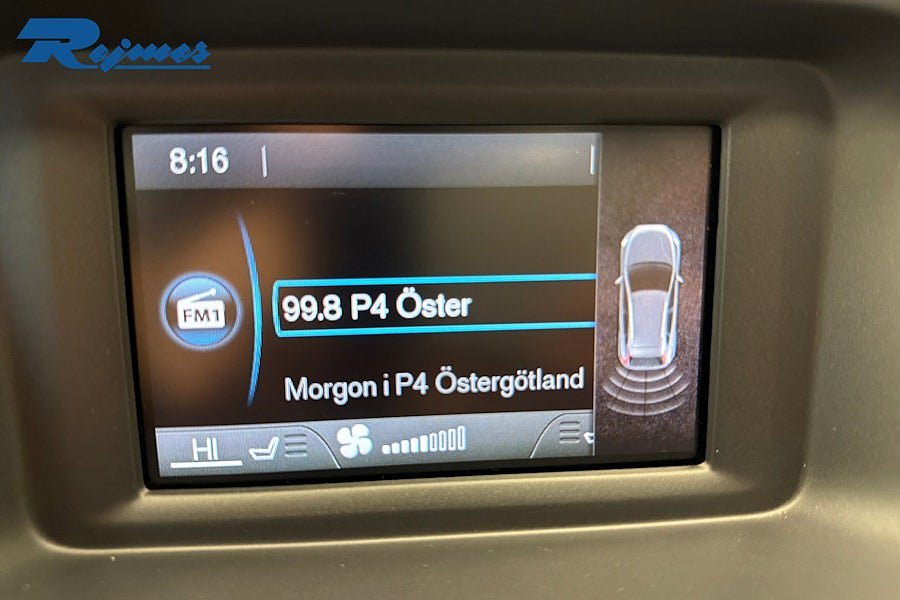 Rejmes
8:16
FM1
99.8 P4 Öster
Morgon i P4 Östergötland
HI